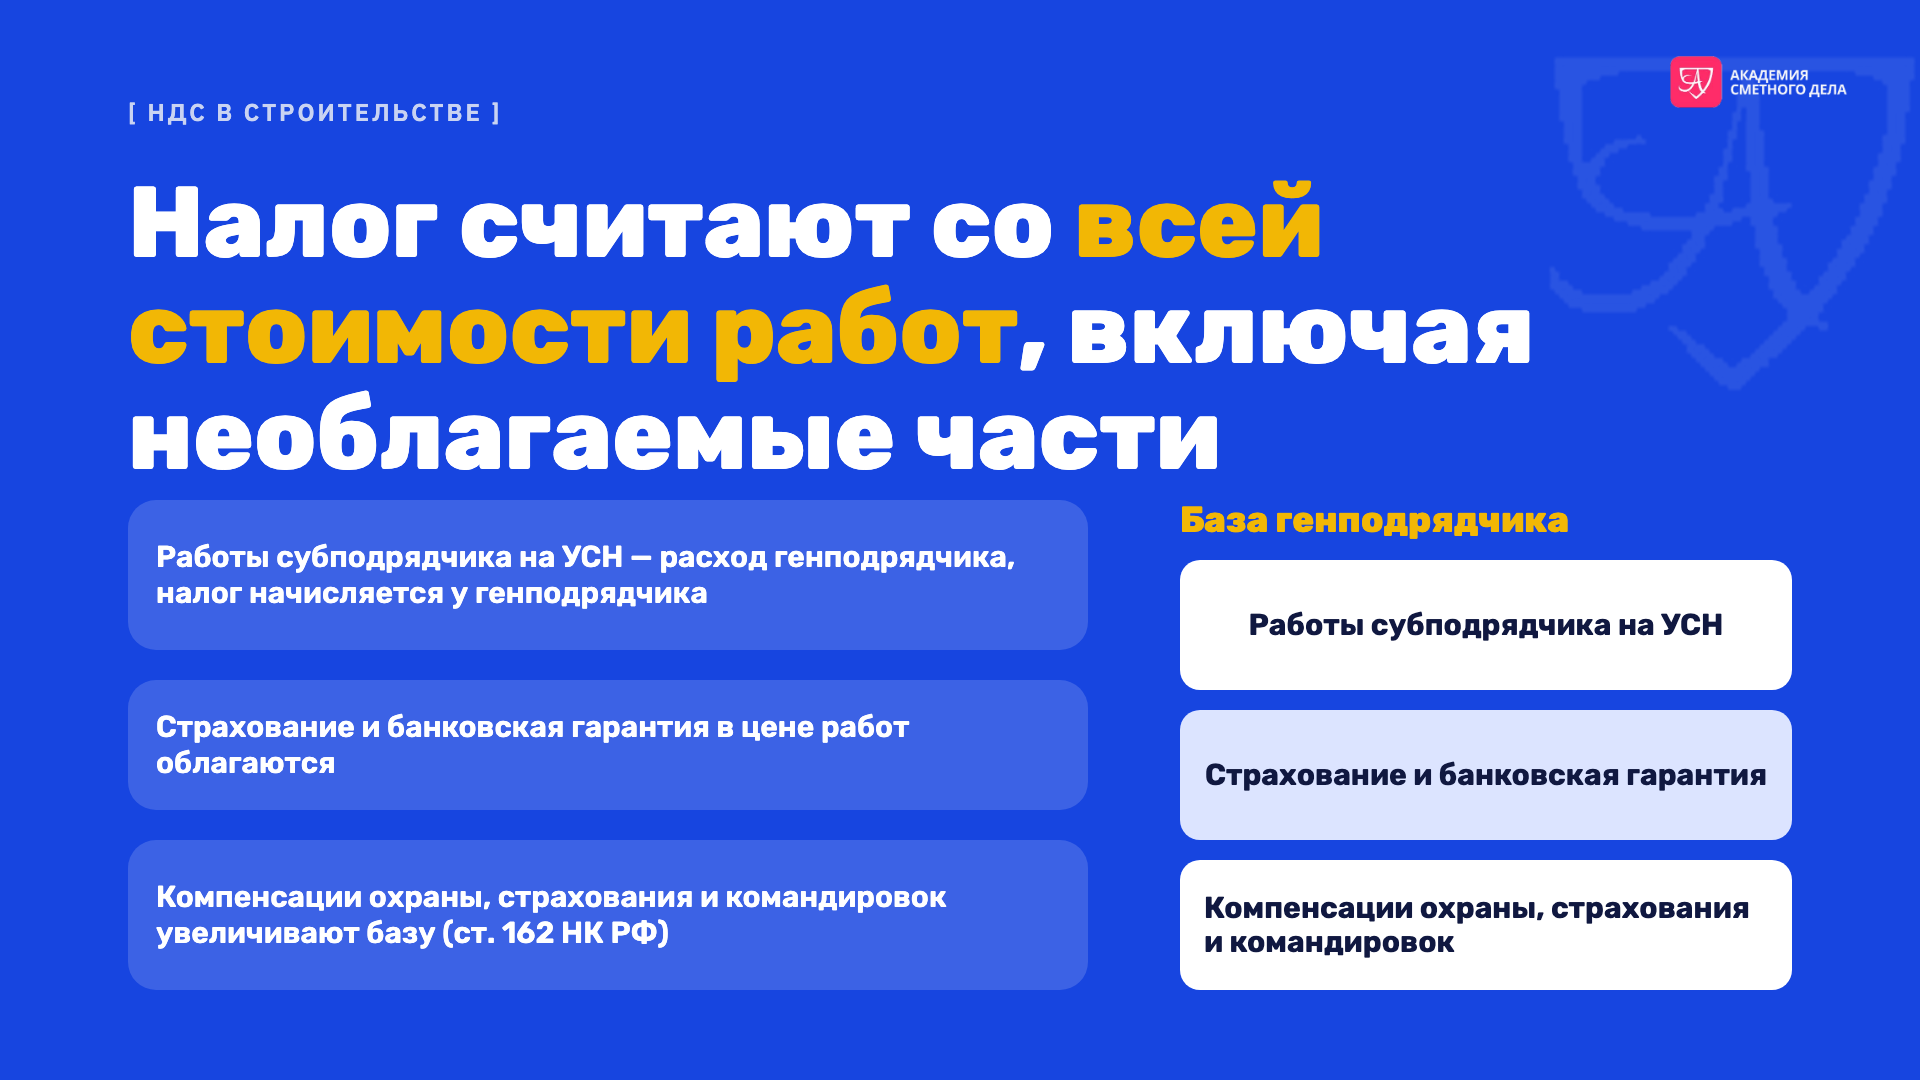 [ НДС В СТРОИТЕЛЬСТВЕ ]
АКАДЕМИЯ
СМЕТНОГО ДЕЛА
Налог считают со всей
стоимости работ, включая
необлагаемые части
Работы субподрядчика на УСН — расход генподрядчика,
налог начисляется у генподрядчика
Страхование и банковская гарантия в цене работ
облагаются
Компенсации охраны, страхования и командировок
увеличивают базу (ст. 162 НК РФ)
База генподрядчика
Работы субподрядчика на УСН
Страхование и банковская гарантия
Компенсации охраны, страхования
и командировок